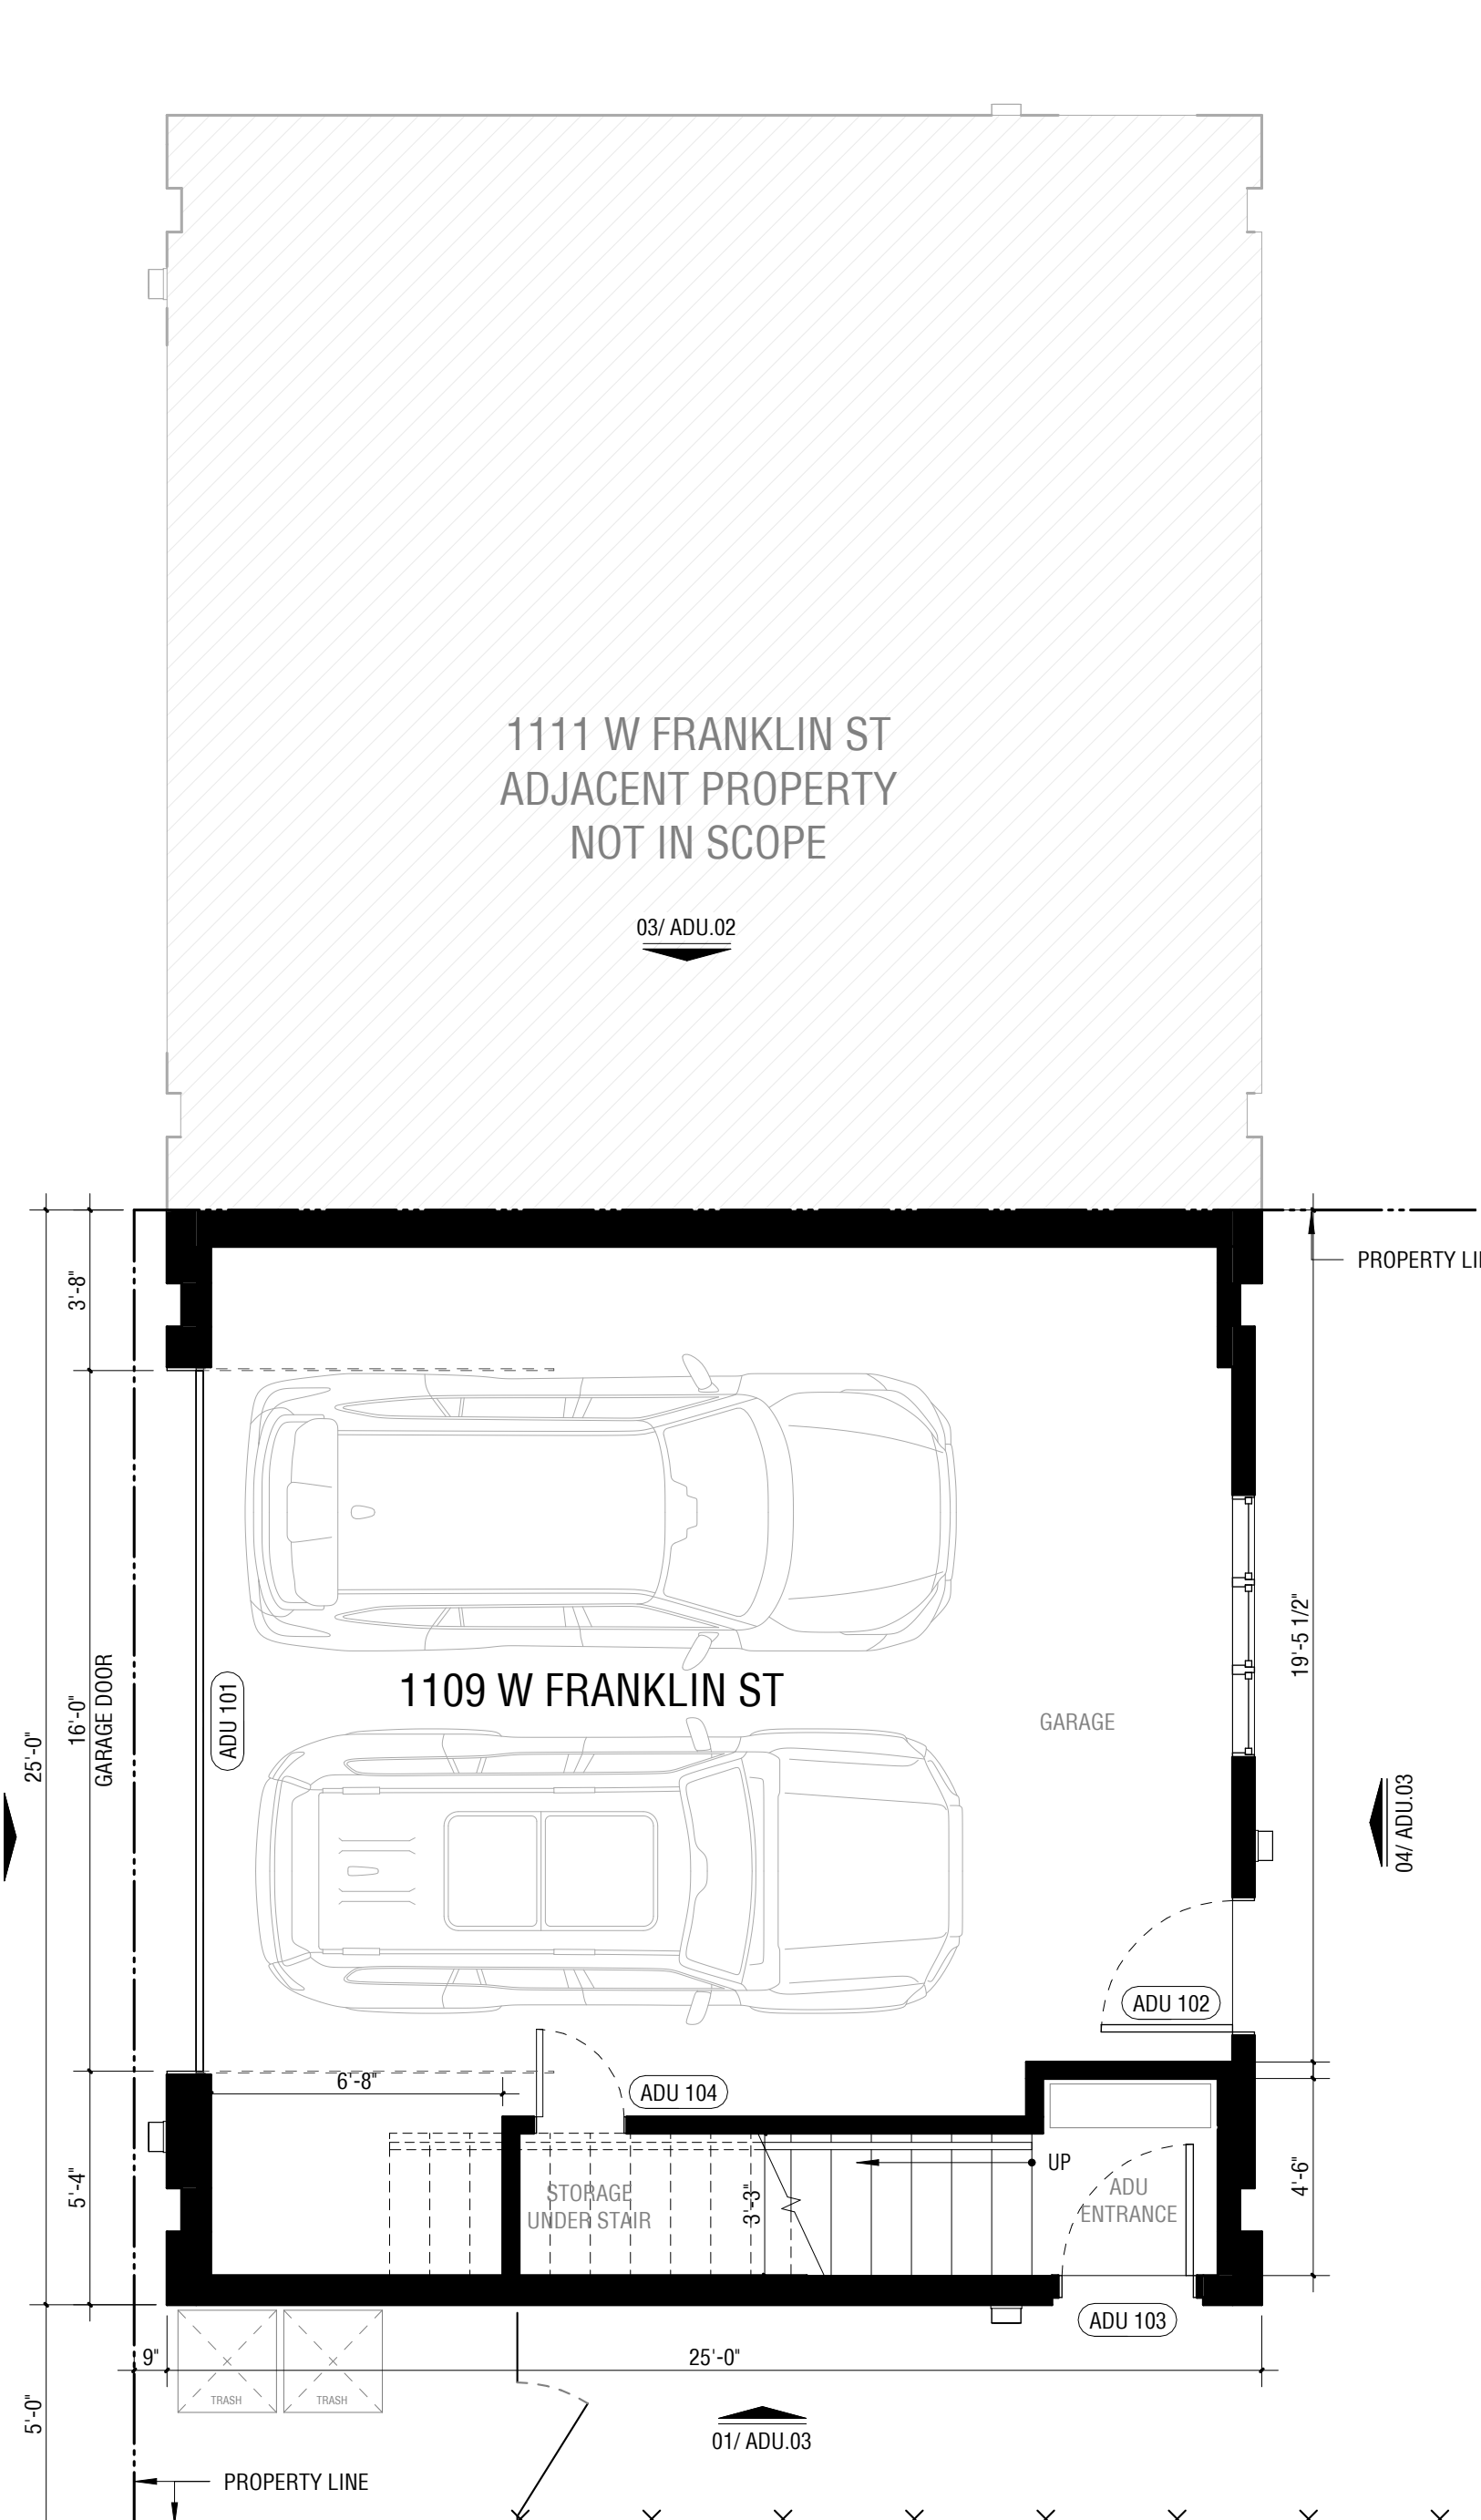 1111 W FRANKLIN ST
ADJACENT PROPERTY
NOT IN SCOPE
03/ ADU.02
PROPERTY LI
3'-8"
25'-0"
16'-0"
GARAGE DOOR
ADU 101
1109 W FRANKLIN ST
GARAGE
19'-5 1/2"
04/ ADU.03
ADU 102
6'-8"
ADU 104
UP
5'-4"
STORAGE
UNDER STAIR
3'-3"
ADU
ENTRANCE
4'-6"
ADU 103
9"
25'-0"
TRASH
TRASH
5'-0"
01/ ADU.03
PROPERTY LINE